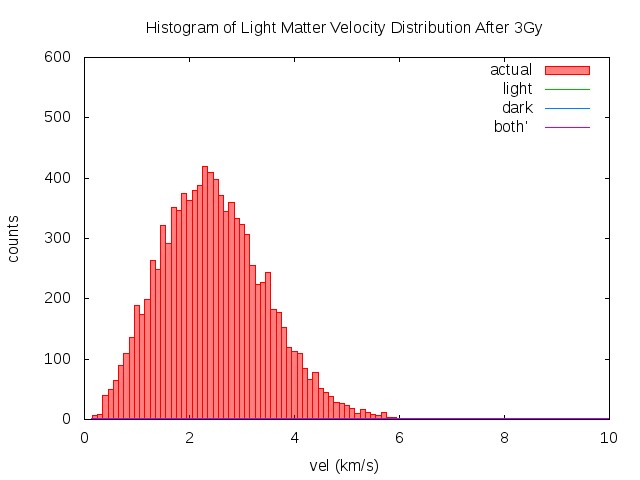 Histogram of Light Matter Velocity Distribution After 3Gy
600
500
400
300
200
100
0
counts
actual
light
dark
both'
0 2 4 6 8 10
vel (km/s)